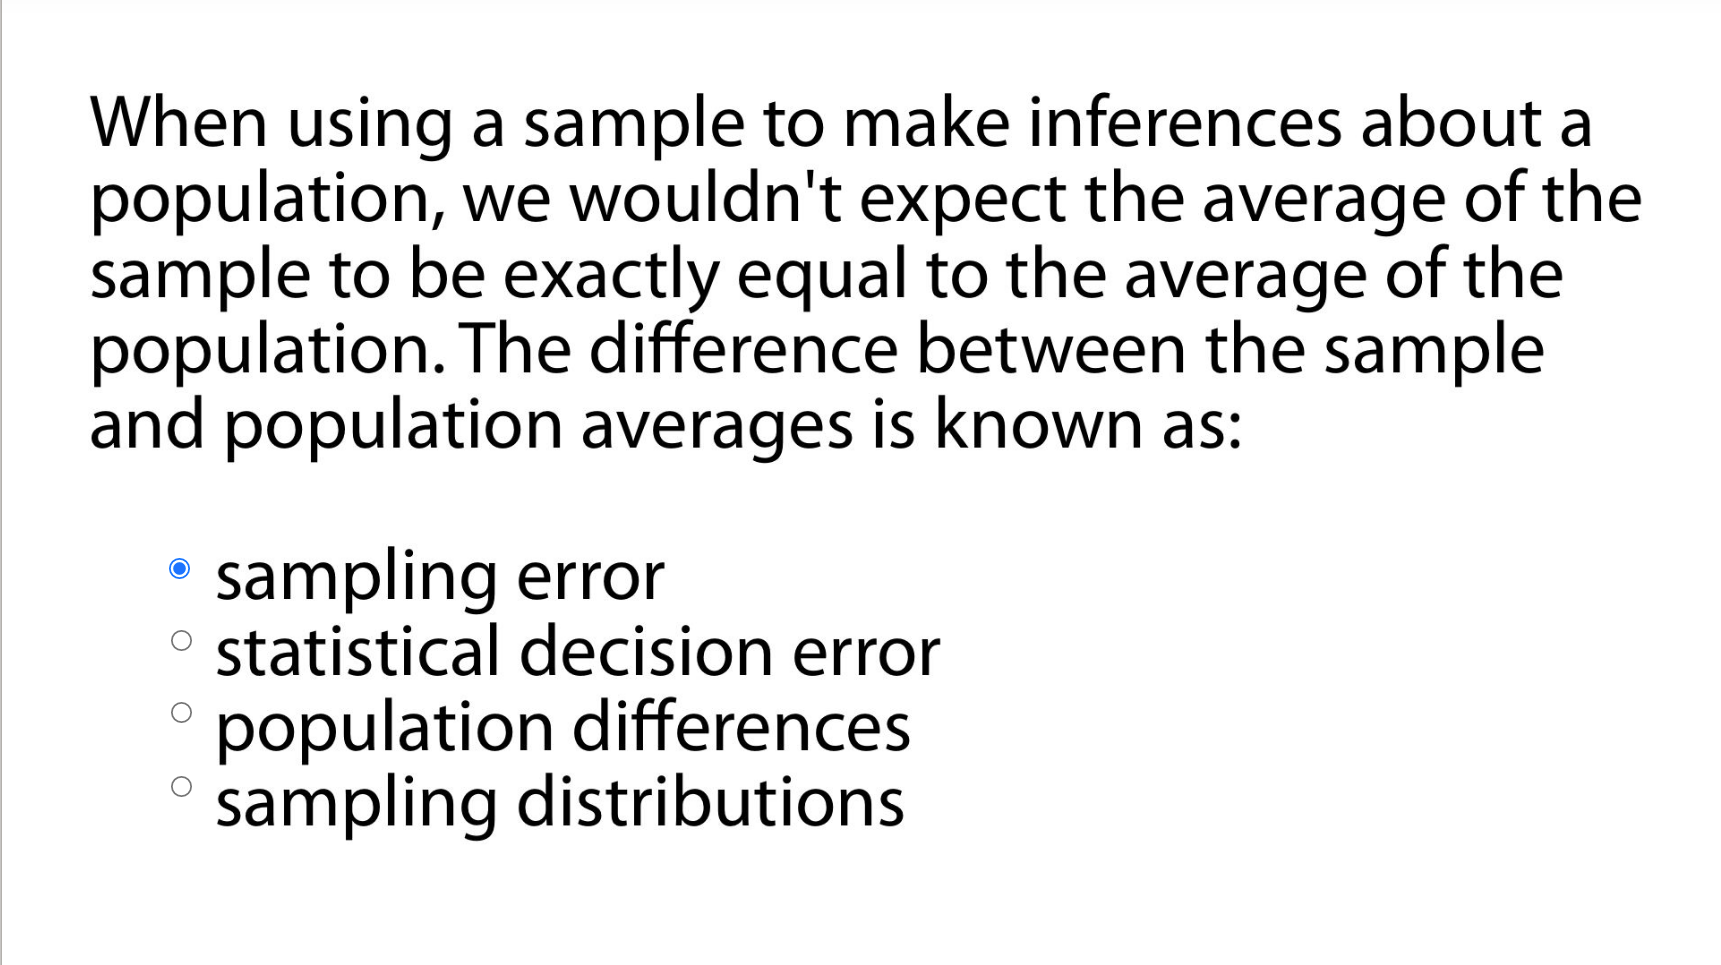 When using a sample to make inferences about a
population, we wouldn't expect the average of the
sample to be exactly equal to the average of the
population. The difference between the sample
and population averages is known as:
sampling error
statistical decision error
population differences
sampling distributions